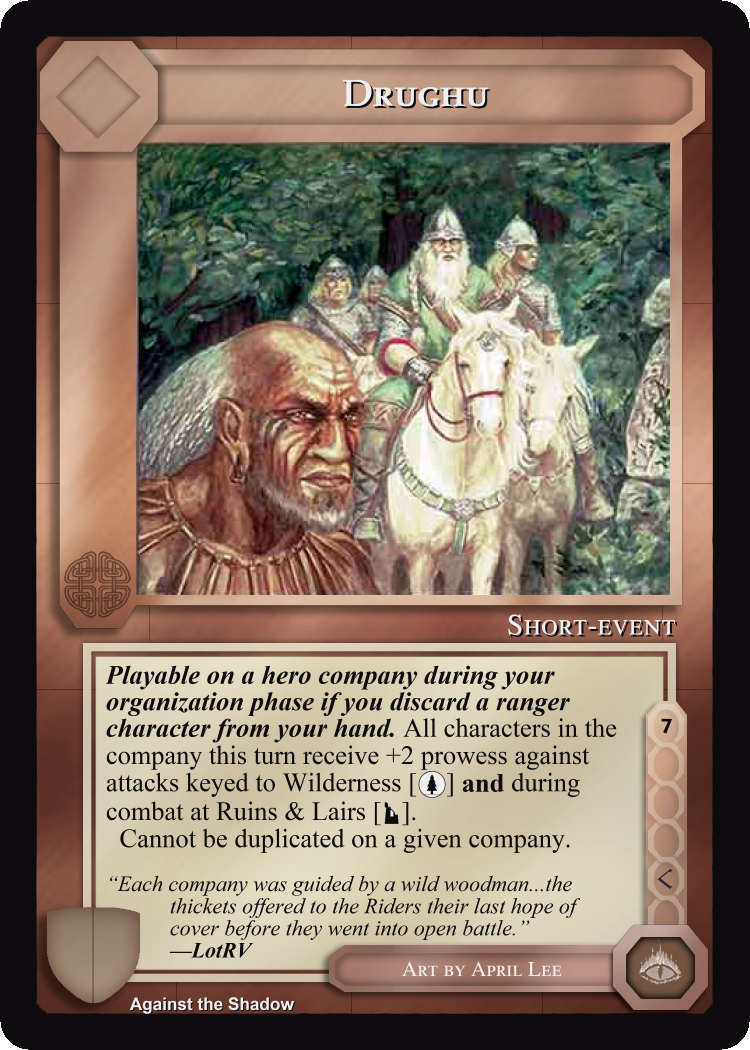 Drughu
Short-event
Playable on a hero company during your
organization phase if you discard a ranger
character from your hand. All characters in the
company this turn receive +2 prowess against
attacks keyed to Wilderness [ ] and during
combat at Ruins & Lairs [ ].
Cannot be duplicated on a given company.
7
“Each company was guided by a wild woodman...the
thickets offered to the Riders their last hope of
cover before they went into open battle.”
—LotRV
Art by April Lee
Against the Shadow